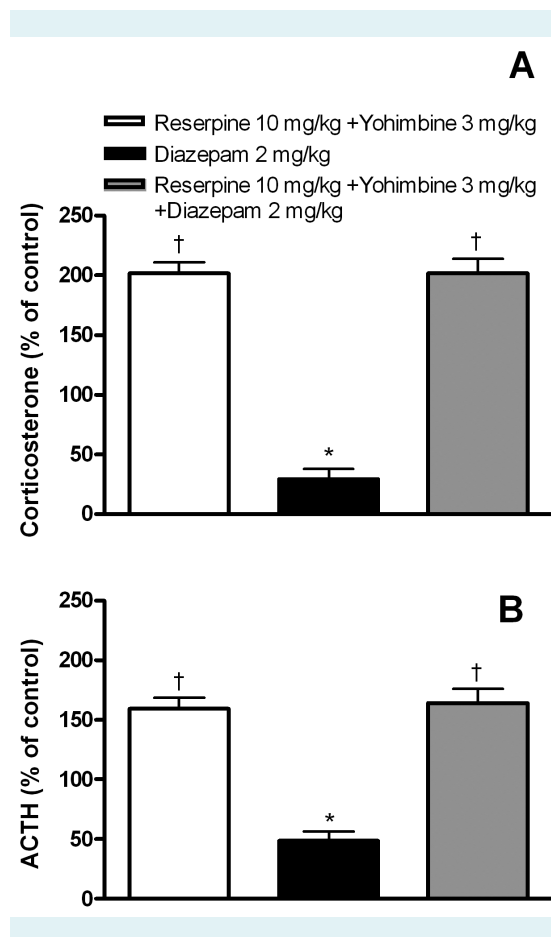 A
Reserpine 10 mg/kg +Yohimbine 3 mg/kg
Diazepam 2 mg/kg
Reserpine 10 mg/kg +Yohimbine 3 mg/kg
+Diazepam 2 mg/kg
Corticosterone (% of control)
250
200
150
100
50
0
†
*
†
B
ACTH (% of control)
250
200
150
100
50
0
†
*
†